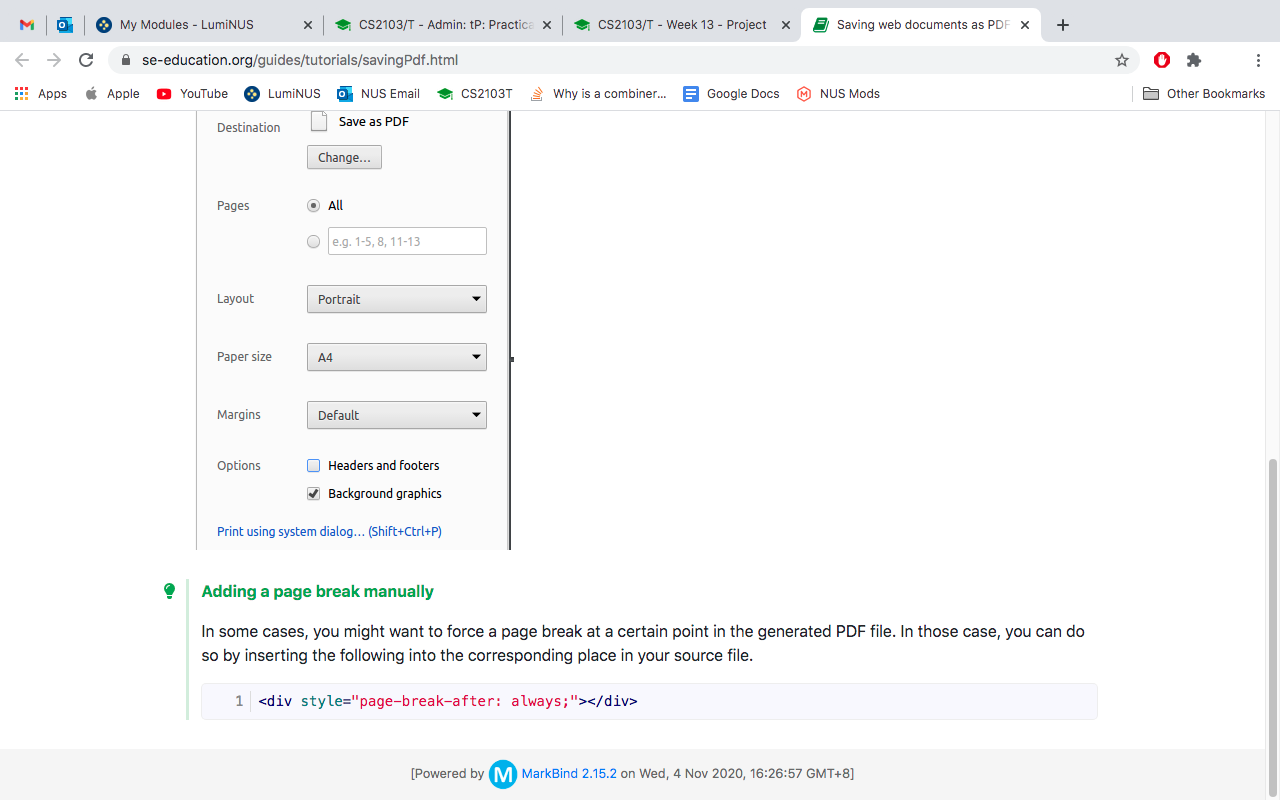 My Modules - LumiNUS
CS2103/T - Admin: tP: Practica
CS2103/T - Week 13 - Project
Saving web documents as PDF
se-education.org/guides/tutorials/savingPdf.html
Apps
Apple
YouTube
LumiNUS
NUS Email
CS2103T
Why is a combiner...
Google Docs
NUS Mods
Other Bookmarks
Destination
Save as PDF
Change...
Pages
All
e.g. 1-5, 8, 11-13
Layout
Portrait
Paper size
A4
Margins
Default
Options
Headers and footers
Background graphics
Print using system dialog... (Shift+Ctrl+P)
Adding a page break manually
In some cases, you might want to force a page break at a certain point in the generated PDF file. In those case, you can do
so by inserting the following into the corresponding place in your source file.
1 <div style="page-break-after: always;"></div>
[Powered by M MarkBind 2.15.2 on Wed, 4 Nov 2020, 16:26:57 GMT+8]